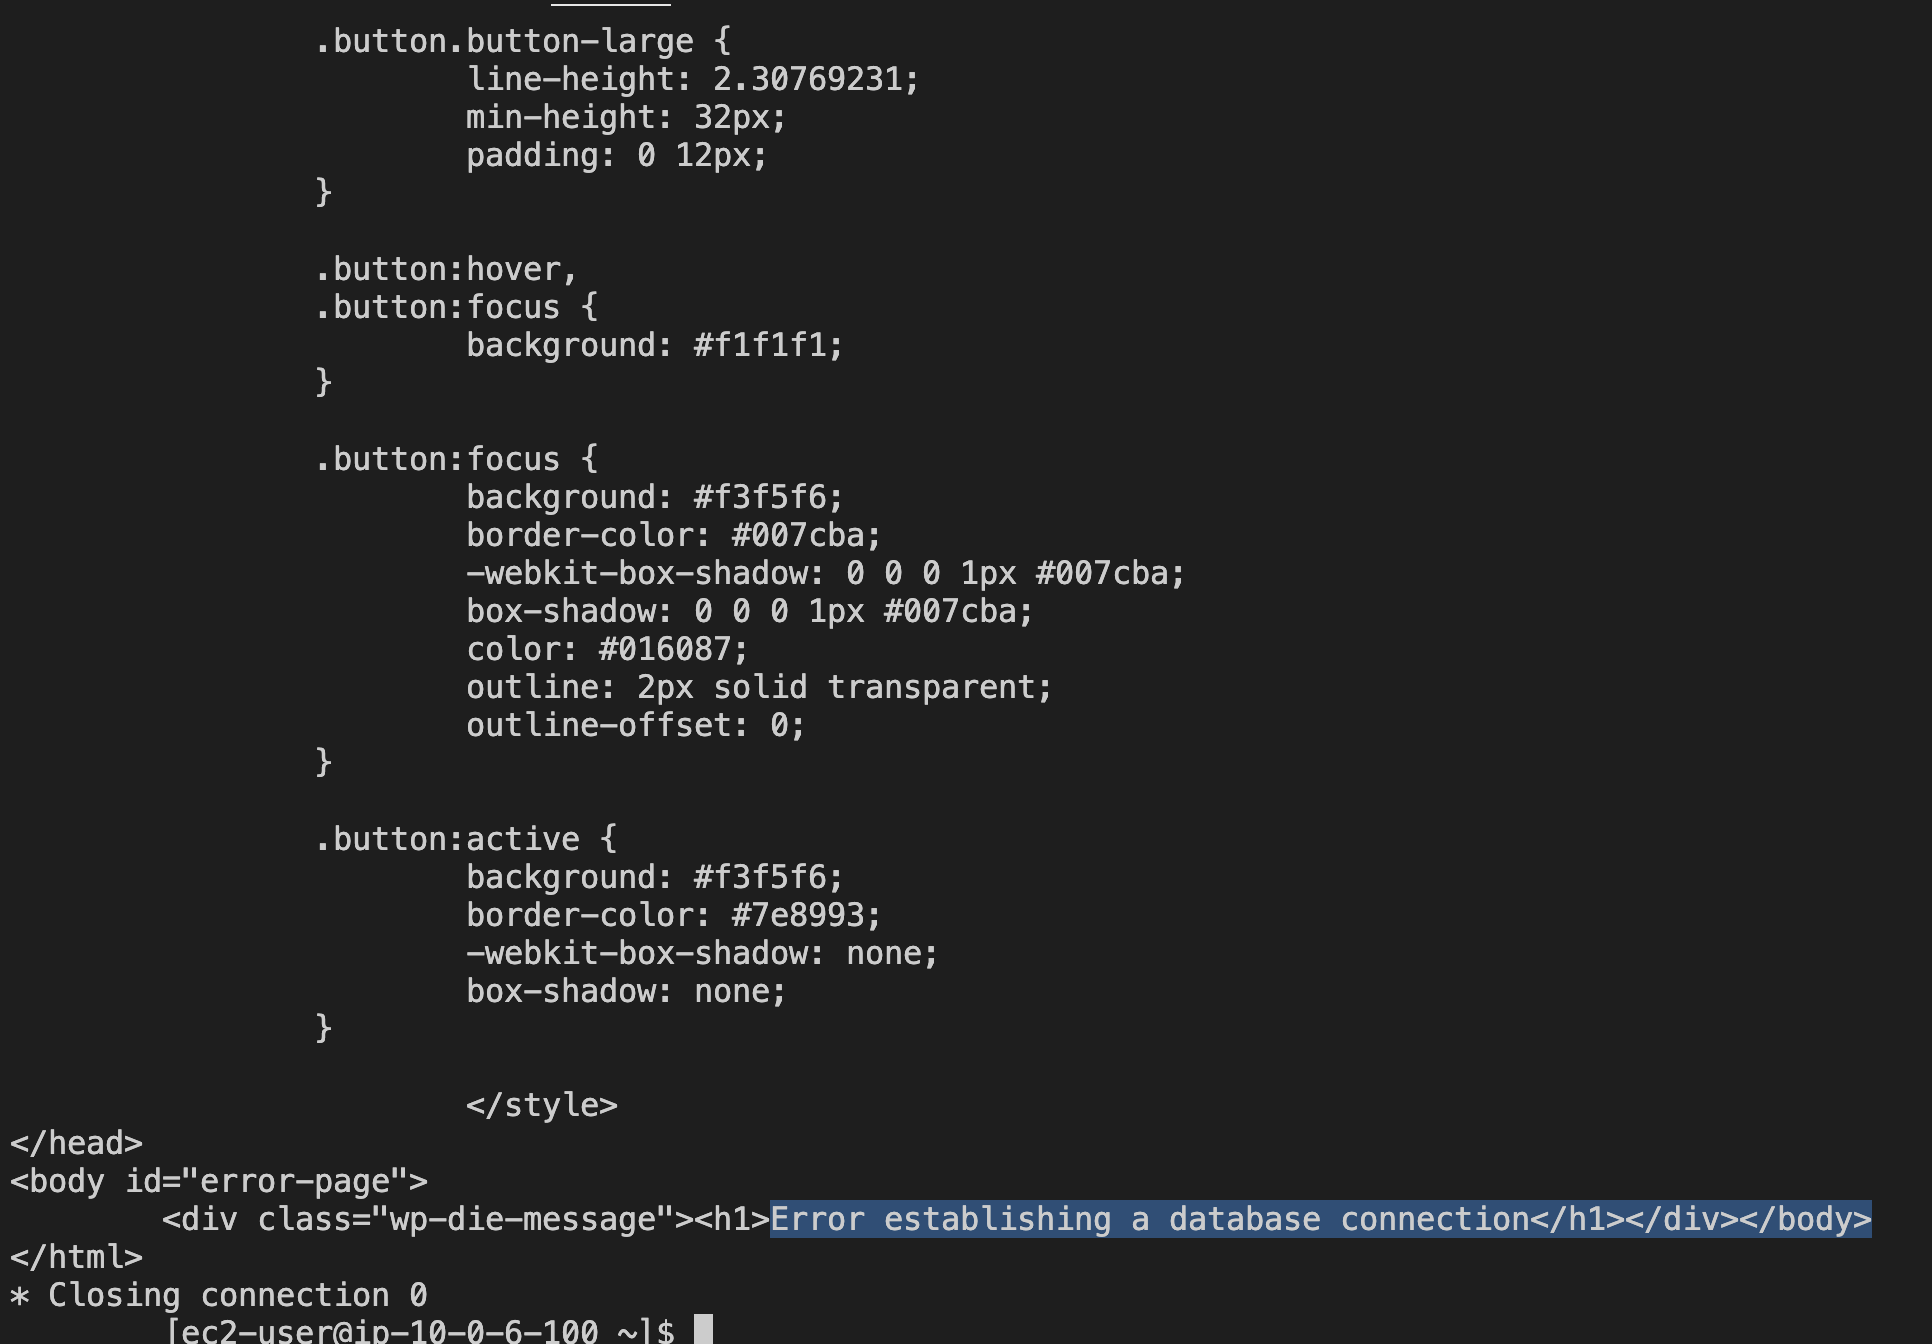 .button.button-large {
line-height: 2.30769231;
min-height: 32px;
padding: 0 12px;
}
.button:hover,
.button:focus {
background: #f1f1f1;
}
.button:focus {
background: #f3f5f6;
border-color: #007cba;
-webkit-box-shadow: 0 0 0 1px #007cba;
box-shadow: 0 0 0 1px #007cba;
color: #016087;
outline: 2px solid transparent;
outline-offset: 0;
}
.button:active {
background: #f3f5f6;
border-color: #7e8993;
-webkit-box-shadow: none;
box-shadow: none;
}
</style>
</head>
<body id="error-page">
<div class="wp-die-message"><h1>Error establishing a database connection</h1></div></body>
</html>
* Closing connection 0
[ec2-user@ip-10-0-6-100 ~]$